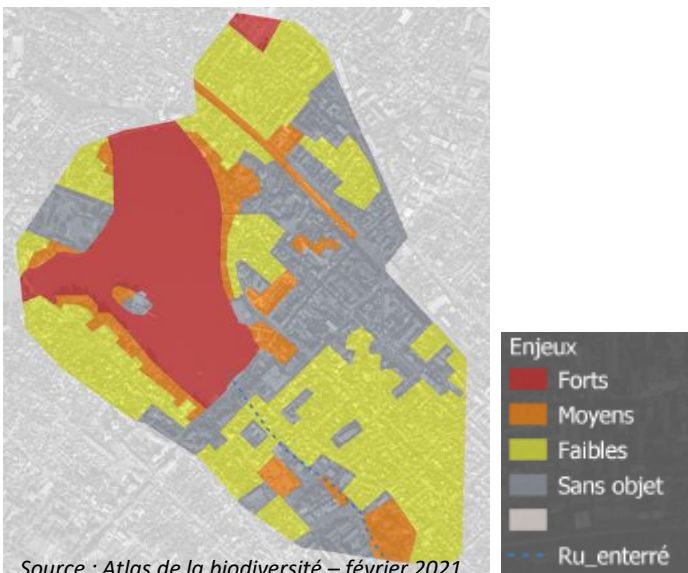 Source : Atlas de la biodiversité – février 2021
Enjeux
Forts
Moyens
Faibles
Sans objet
Ru_enterré